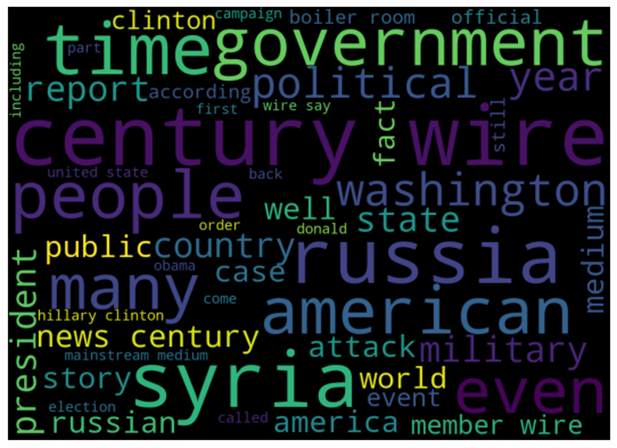 clinton campaign boiler room official
part
time government
including
report according political year
first wire say still
century wire
fact
united state back
people washington
well state
order donald
public country russia medium
obama case
president many american
hillary clinton come
news century attack military
mainstream medium
story syria world even
election event
russian called america member wire